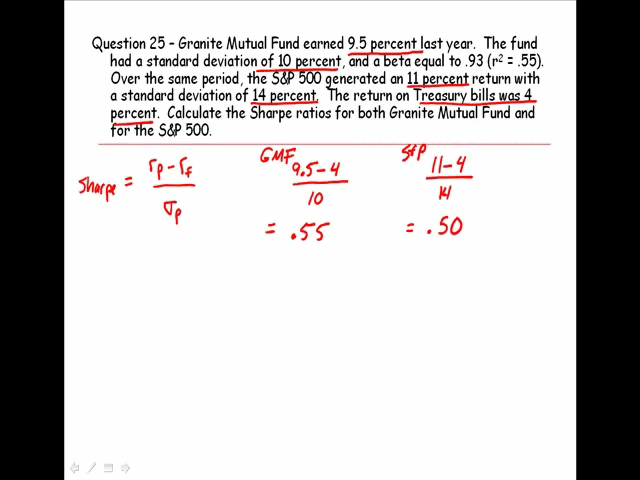 Question 25 – Granite Mutual Fund earned 9.5 percent last year. The fund
had a standard deviation of 10 percent, and a beta equal to .93 (r² = .55).
Over the same period, the S&P 500 generated an 11 percent return with
a standard deviation of 14 percent. The return on Treasury bills was 4
percent. Calculate the Sharpe ratios for both Granite Mutual Fund and
for the S&P 500.
GMF S&P
rp – rf 9.5 – 4 11 – 4
Sharpe =
σp 10 14
= .55 = .50